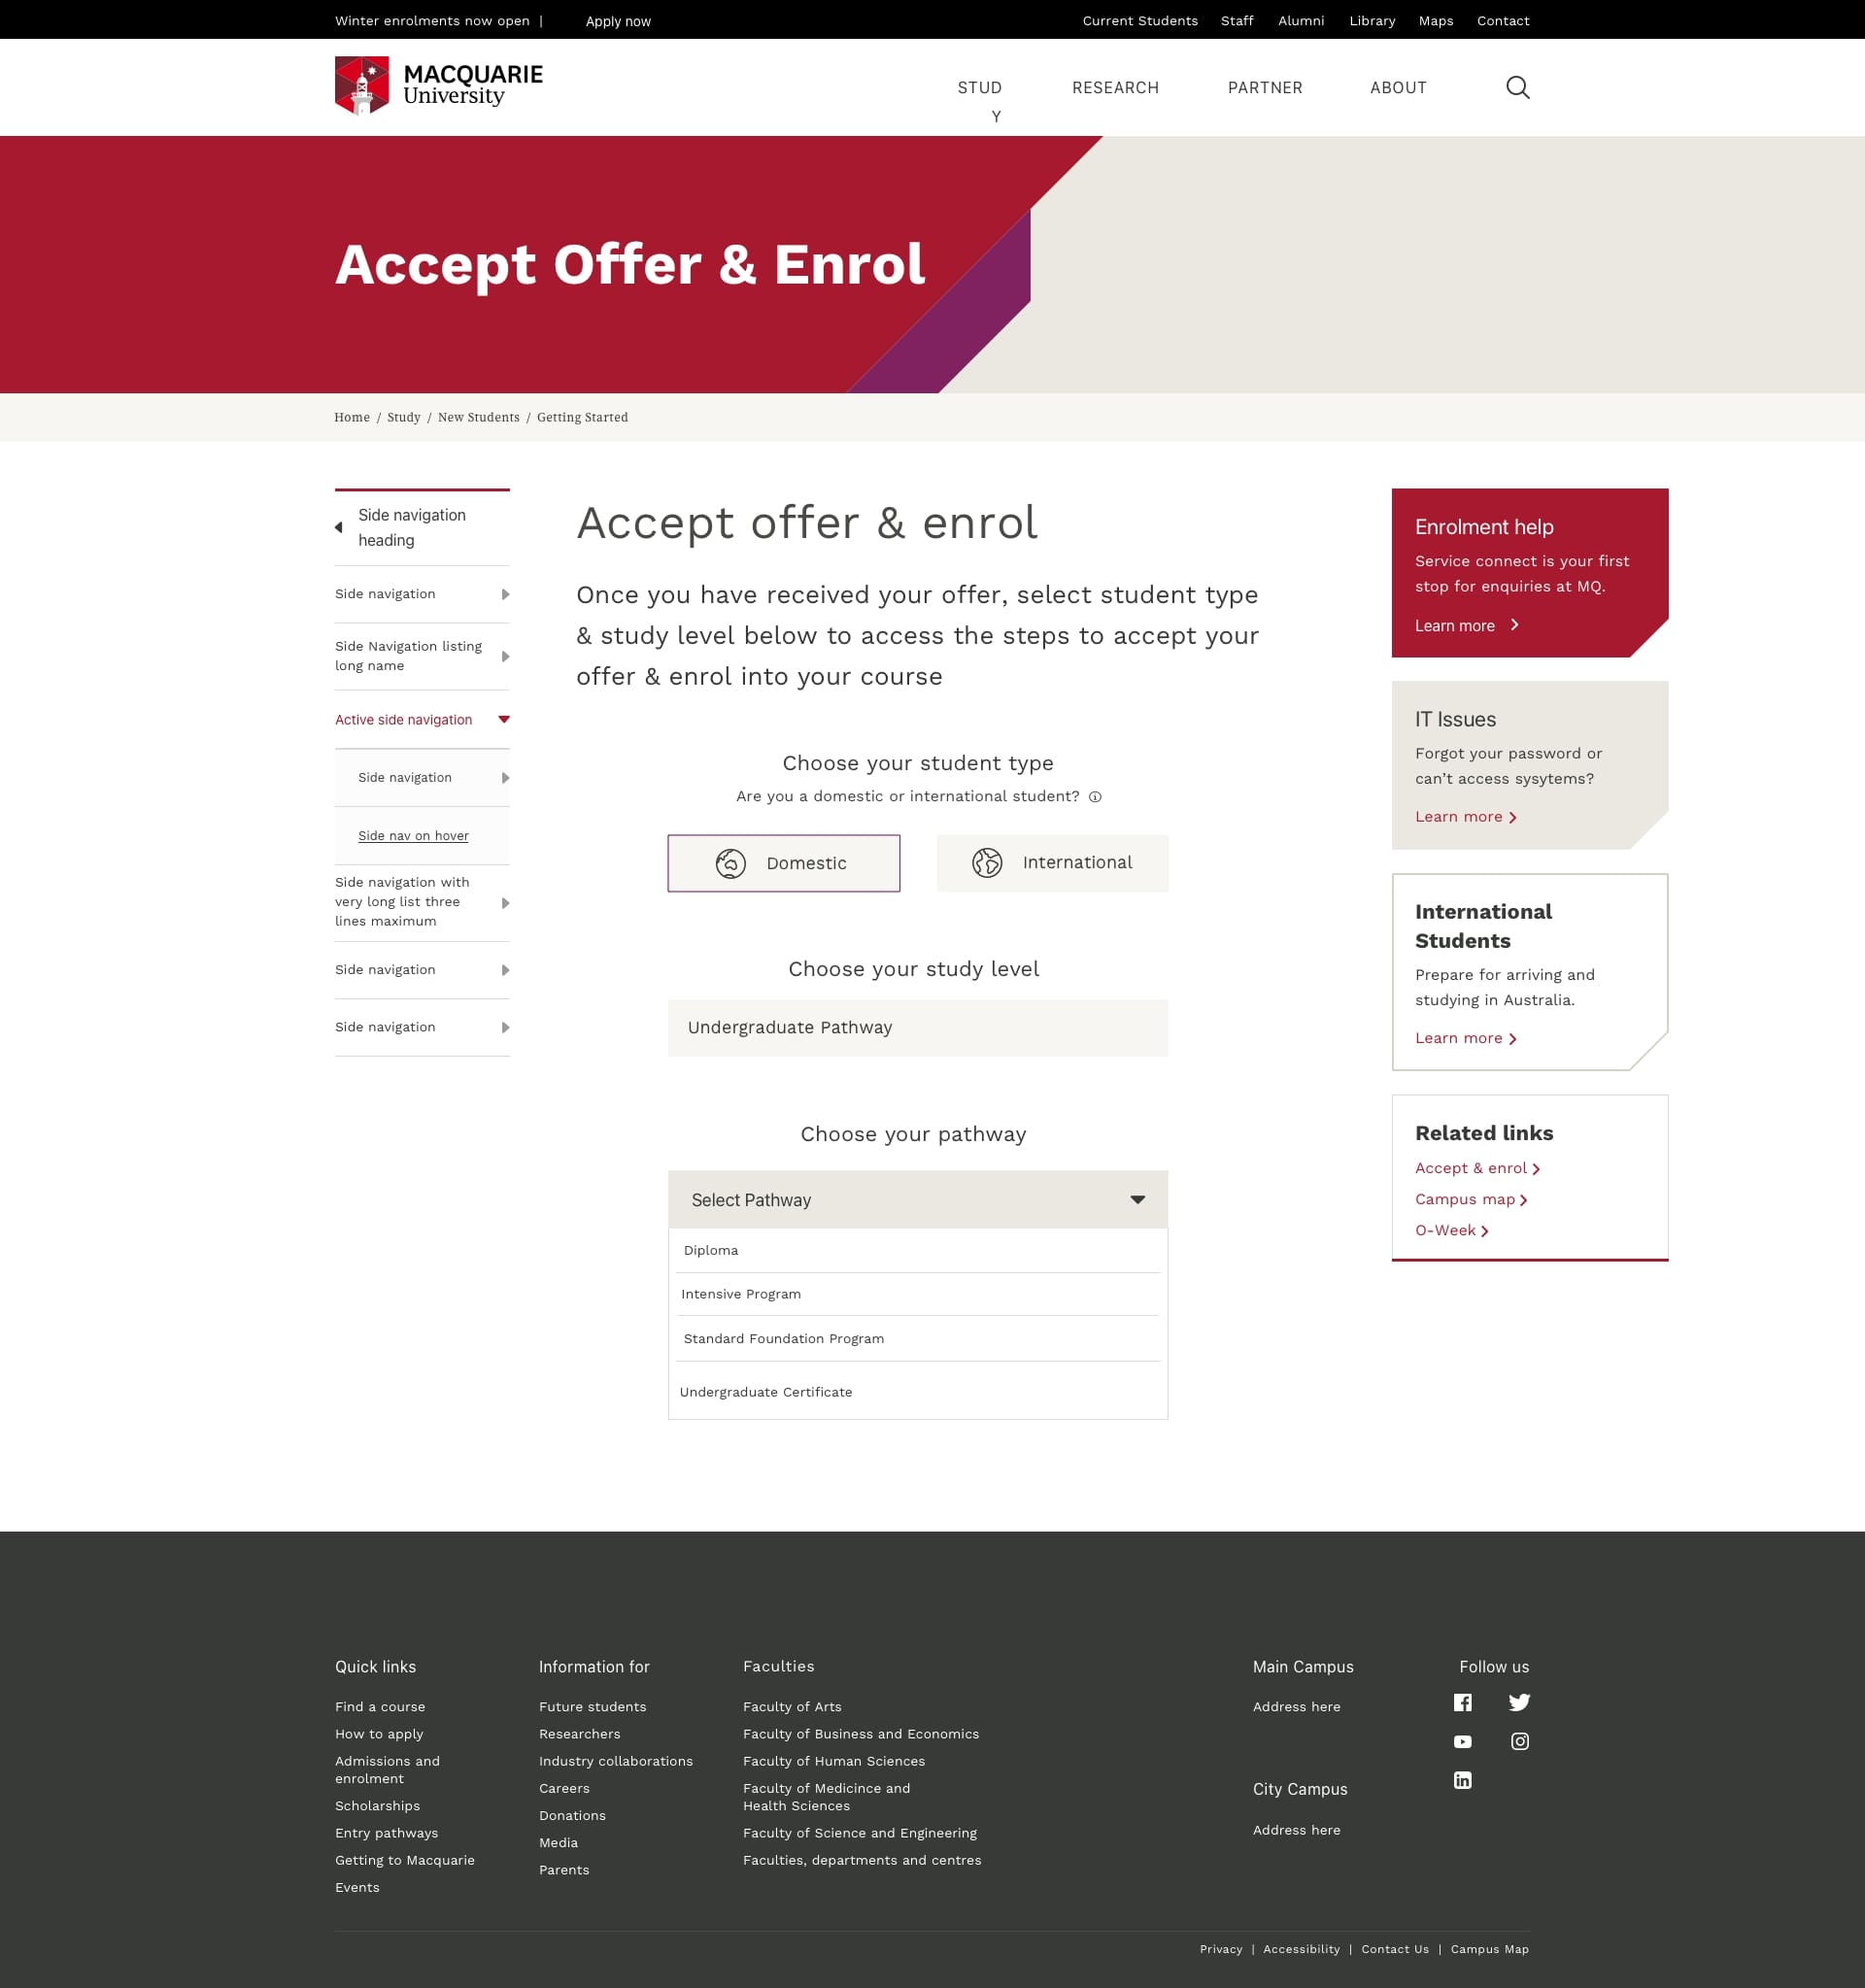 Winter enrolments now open | Apply now
Current Students Staff Alumni Library Maps Contact
MACQUARIE
University
STUD
Y
RESEARCH PARTNER ABOUT
Accept Offer & Enrol
Home / Study / New Students / Getting Started
Side navigation
heading
Side navigation
Side Navigation listing
long name
Active side navigation
Side navigation
Side nav on hover
Side navigation with
very long list three
lines maximum
Side navigation
Side navigation
Accept offer & enrol
Once you have received your offer, select student type
& study level below to access the steps to accept your
offer & enrol into your course
Choose your student type
Are you a domestic or international student?
Domestic
International
Choose your study level
Undergraduate Pathway
Choose your pathway
Select Pathway
Diploma
Intensive Program
Standard Foundation Program
Undergraduate Certificate
Enrolment help
Service connect is your first
stop for enquiries at MQ.
Learn more
IT Issues
Forgot your password or
can’t access sysytems?
Learn more
International
Students
Prepare for arriving and
studying in Australia.
Learn more
Related links
Accept & enrol
Campus map
O-Week
Quick links
Find a course
How to apply
Admissions and
enrolment
Scholarships
Entry pathways
Getting to Macquarie
Events
Information for
Future students
Researchers
Industry collaborations
Careers
Donations
Media
Parents
Faculties
Faculty of Arts
Faculty of Business and Economics
Faculty of Human Sciences
Faculty of Medicince and
Health Sciences
Faculty of Science and Engineering
Faculties, departments and centres
Main Campus
Address here
City Campus
Address here
Follow us
Privacy | Accessibility | Contact Us | Campus Map